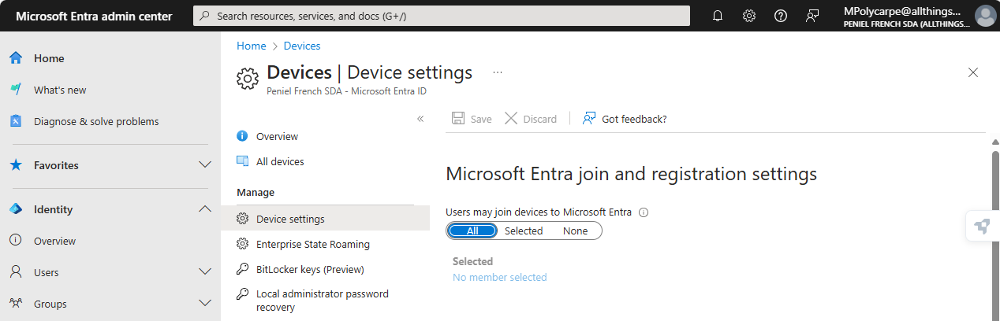 Microsoft Entra admin center
Search resources, services, and docs (G+/)
MPolycarpe@allthings...
PENIEL FRENCH SDA (ALLTHINGS...
Home
What's new
Diagnose & solve problems
Favorites
Identity
Overview
Users
Groups
Home > Devices
Devices | Device settings ...
Peniel French SDA - Microsoft Entra ID
«
Overview
All devices
Manage
Device settings
Enterprise State Roaming
BitLocker keys (Preview)
Local administrator password
recovery
Save Discard Got feedback?
Microsoft Entra join and registration settings
Users may join devices to Microsoft Entra
All Selected None
Selected
No member selected